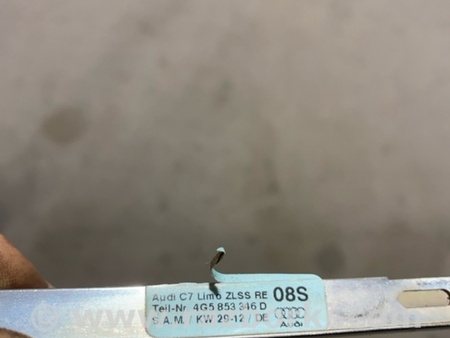 Audi C7 Limo ZLSS RE 08S
Teil-Nr. 4G5 853 346 D
S.A.M. / KW 29-12 / DE
Audi